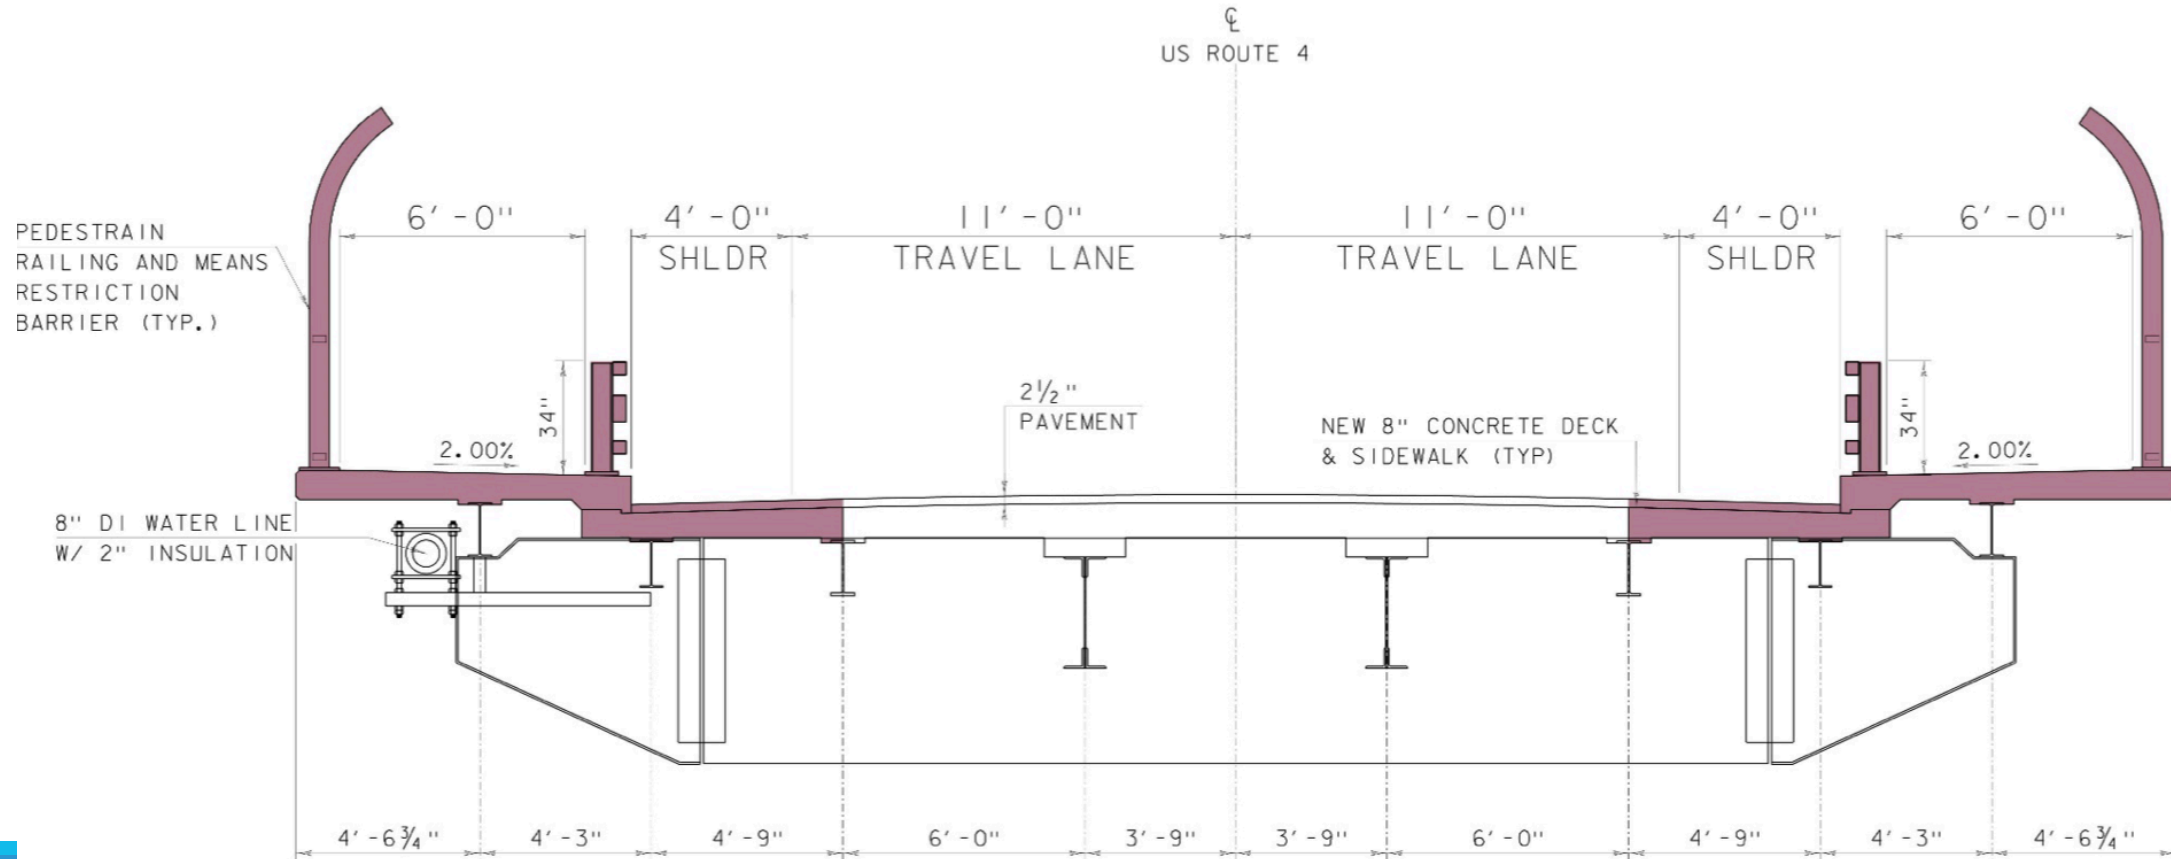 ℄
US ROUTE 4
6'-0"
4'-0"
11'-0"
11'-0"
4'-0"
6'-0"
SHLDR
TRAVEL LANE
TRAVEL LANE
SHLDR
PEDESTRAIN
RAILING AND MEANS
RESTRICTION
BARRIER (TYP.)
34"
2.00%
2½"
PAVEMENT
NEW 8" CONCRETE DECK
& SIDEWALK (TYP)
34"
2.00%
8" DI WATER LINE
W/ 2" INSULATION
4'-6¾"
4'-3"
4'-9"
6'-0"
3'-9"
3'-9"
6'-0"
4'-9"
4'-3"
4'-6¾"